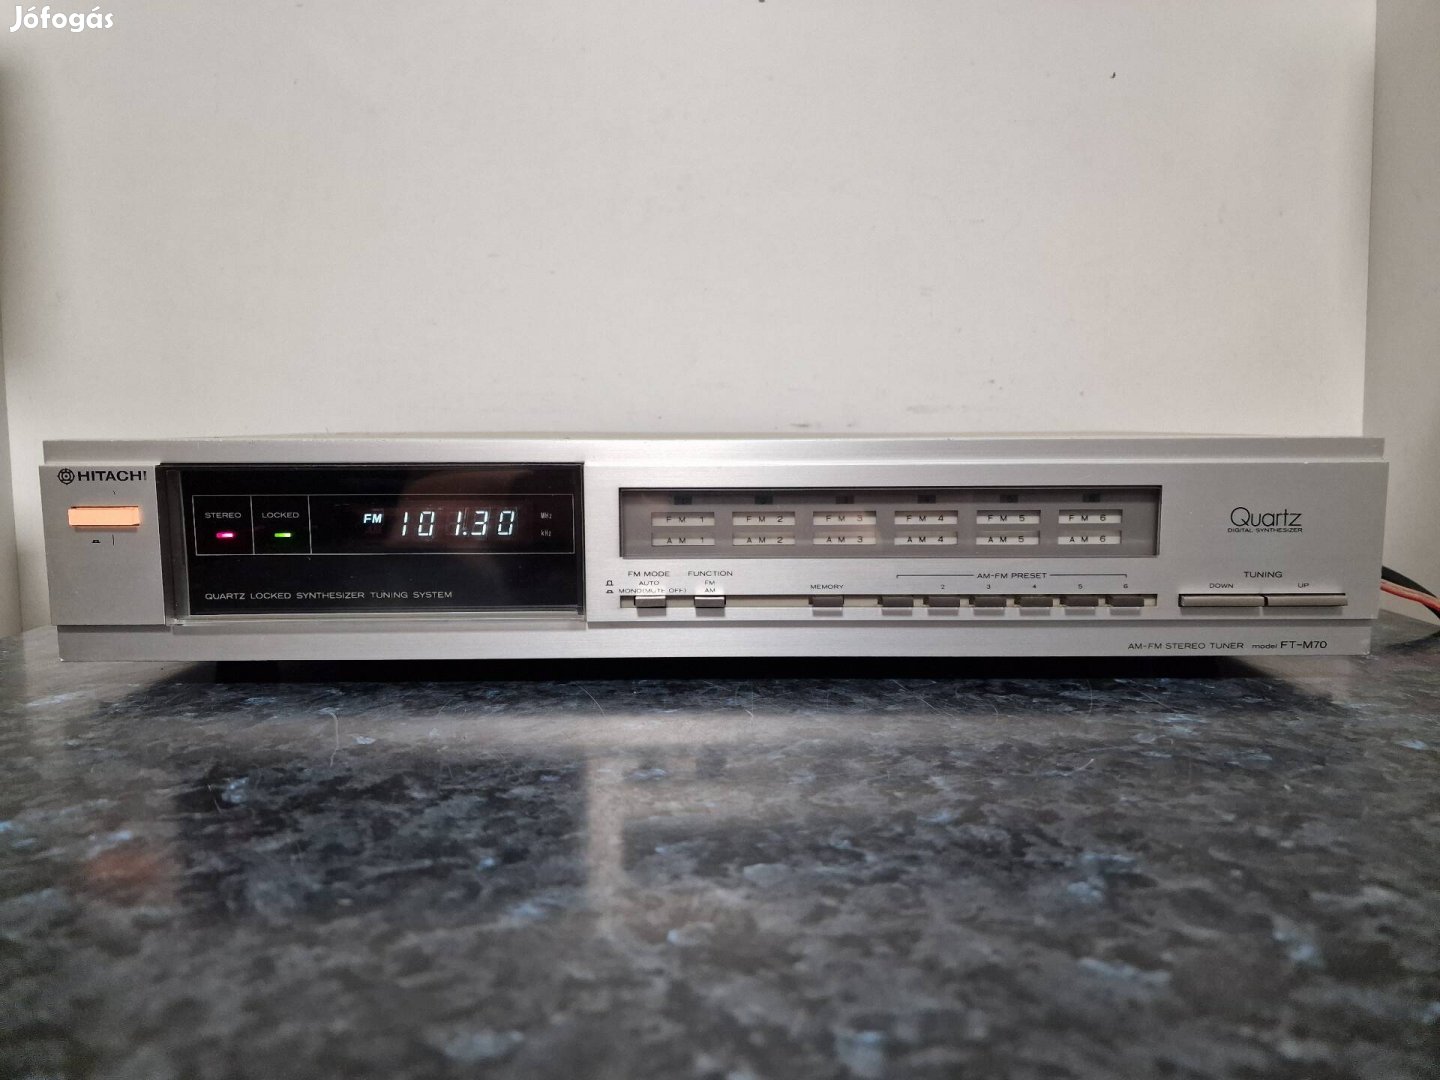 Jófogás
HITACHI
STEREO LOCKED
FM 101.30 MHz
kHz
QUARTZ LOCKED SYNTHESIZER TUNING SYSTEM
FM 1 FM 2 FM 3 FM 4 FM 5 FM 6
AM 1 AM 2 AM 3 AM 4 AM 5 AM 6
Quartz
DIGITAL SYNTHESIZER
FM MODE FUNCTION
AUTO FM
MONO(MUTE OFF) AM
MEMORY
AM-FM PRESET
2 3 4 5 6
TUNING
DOWN UP
AM-FM STEREO TUNER model FT-M70